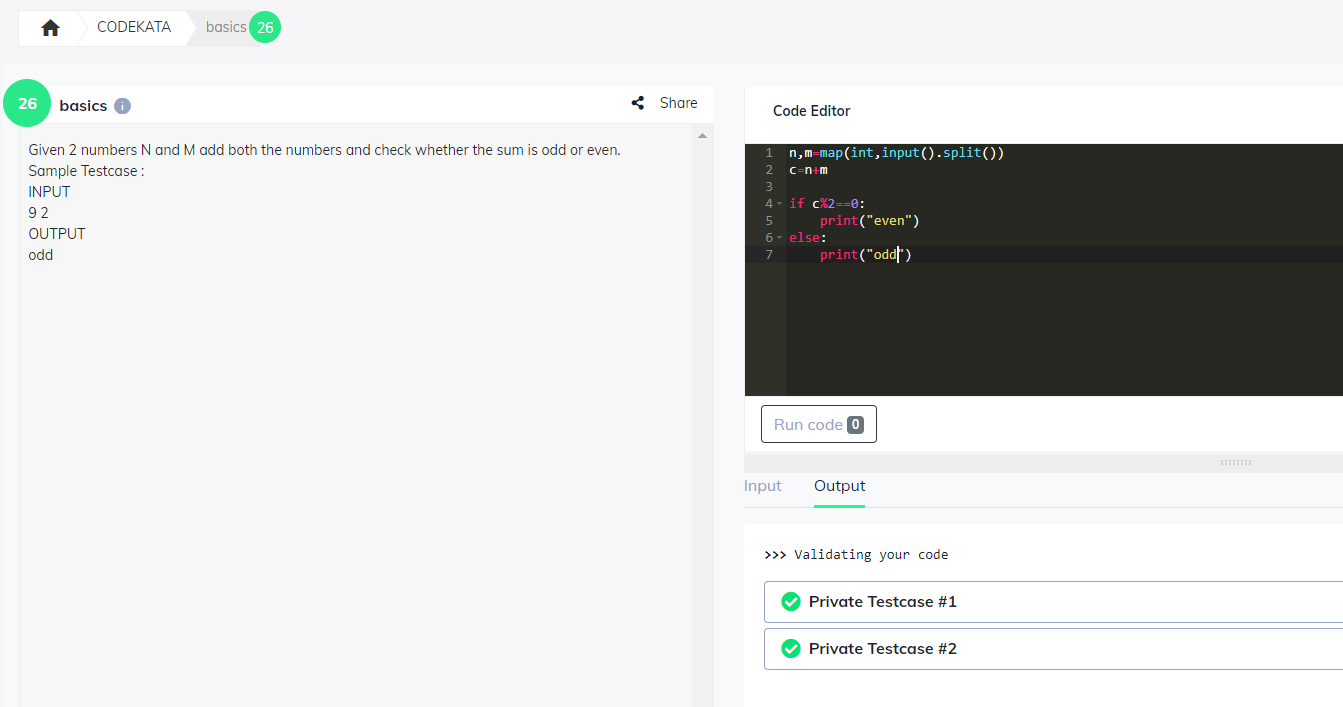 CODEKATA basics 26
26 basics i Share
Given 2 numbers N and M add both the numbers and check whether the sum is odd or even.
Sample Testcase :
INPUT
9 2
OUTPUT
odd
Code Editor
1 n,m=map(int,input().split())
2 c=n+m
3
4 if c%2==0:
5     print("even")
6 else:
7     print("odd")
Run code 0
Input Output
>>> Validating your code
Private Testcase #1
Private Testcase #2